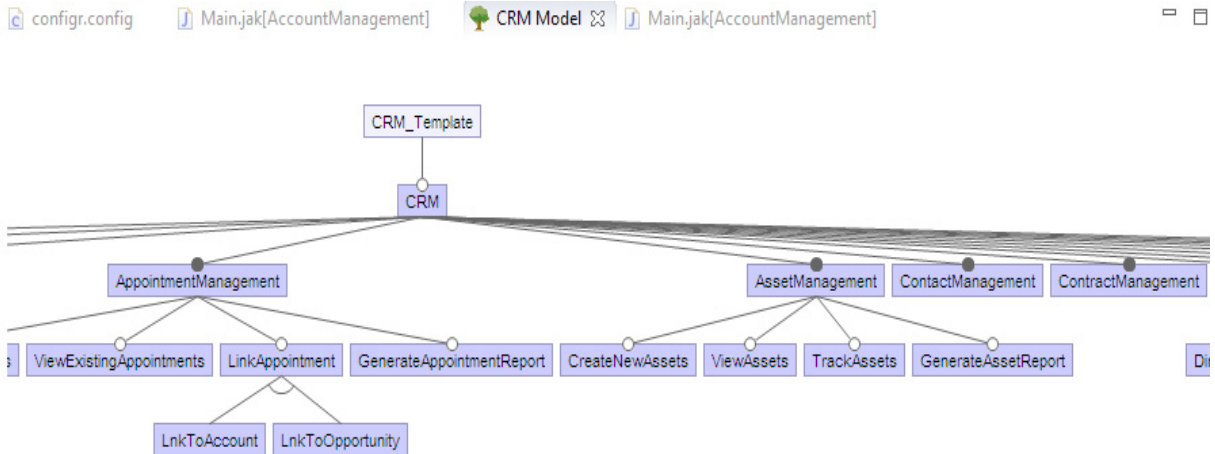 configr.config Main.jak[AccountManagement] CRM Model Main.jak[AccountManagement]
CRM_Template
CRM
AppointmentManagement AssetManagement ContactManagement ContractManagement
s ViewExistingAppointments LinkAppointment GenerateAppointmentReport CreateNewAssets ViewAssets TrackAssets GenerateAssetReport Di
LnkToAccount LnkToOpportunity